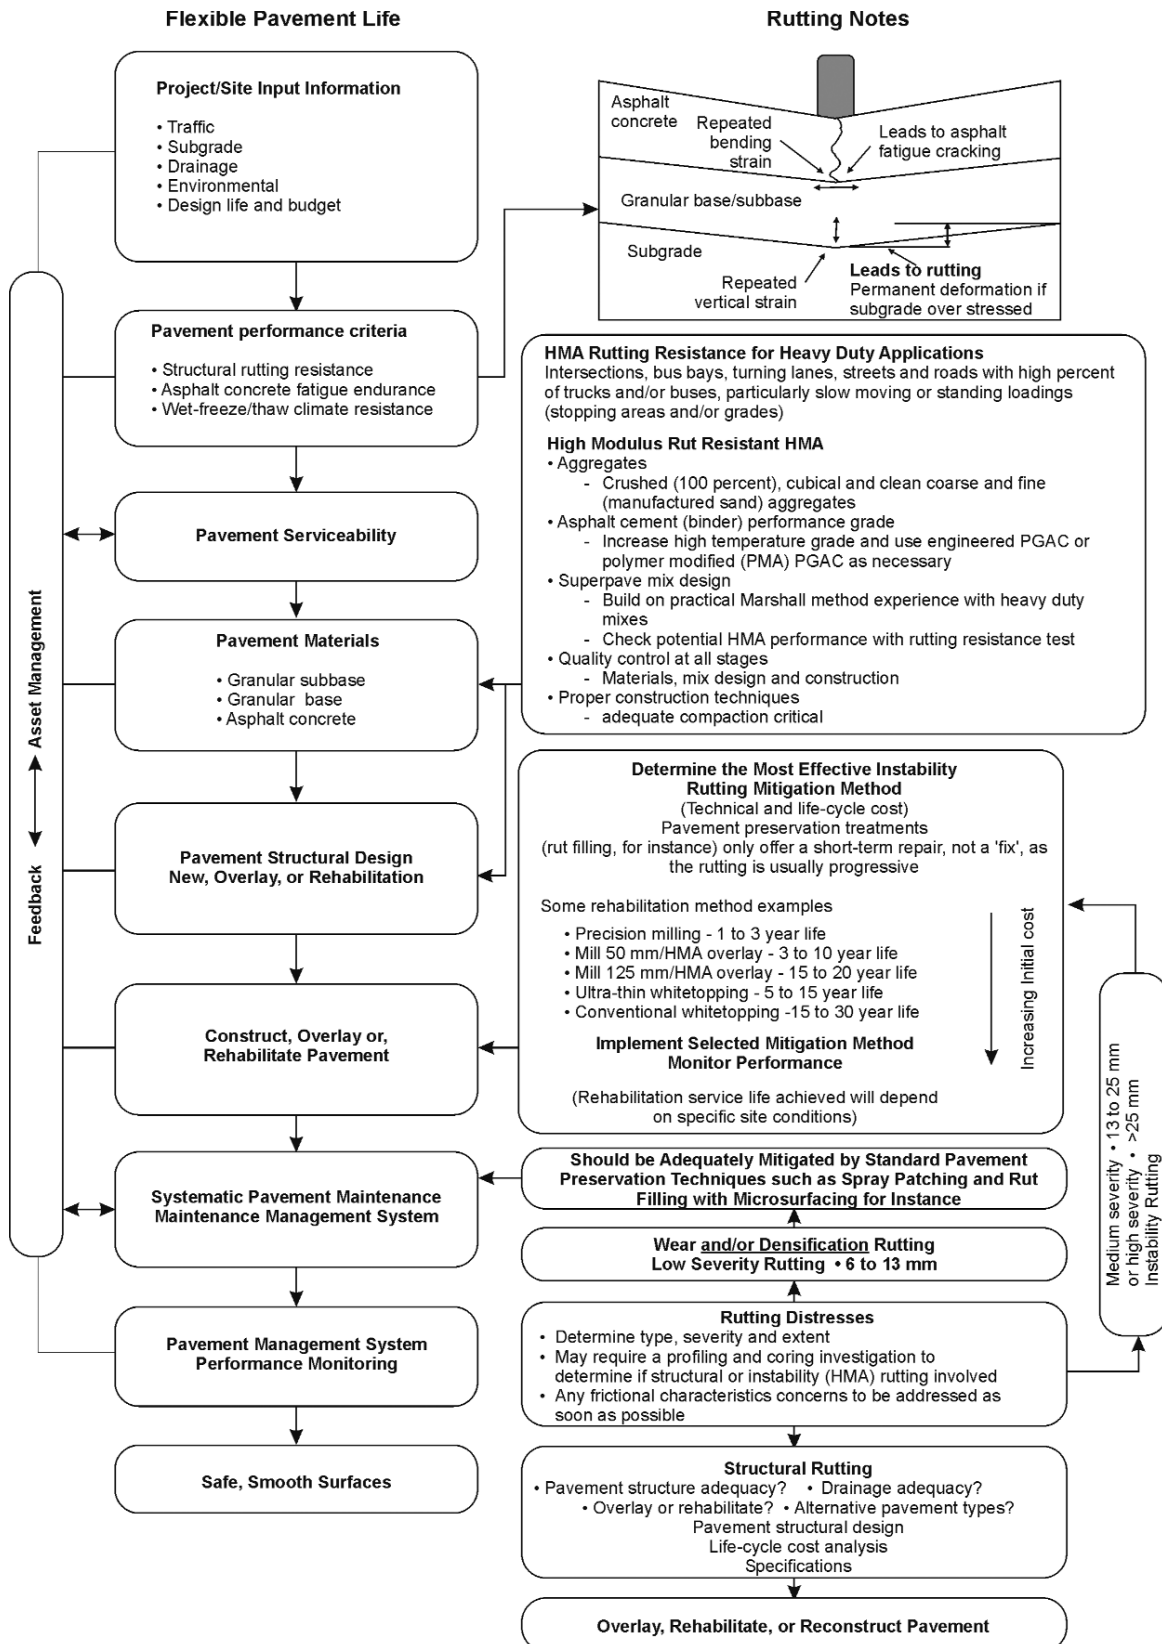 Flexible Pavement Life
Project/Site Input Information
• Traffic
• Subgrade
• Drainage
• Environmental
• Design life and budget
Pavement performance criteria
• Structural rutting resistance
• Asphalt concrete fatigue endurance
• Wet-freeze/thaw climate resistance
Pavement Serviceability
Pavement Materials
• Granular subbase
• Granular base
• Asphalt concrete
Pavement Structural Design
New, Overlay, or Rehabilitation
Construct, Overlay or,
Rehabilitate Pavement
Systematic Pavement Maintenance
Maintenance Management System
Pavement Management System
Performance Monitoring
Safe, Smooth Surfaces
Feedback
Asset Management
Rutting Notes
Asphalt
concrete
Repeated
bending
strain
Leads to asphalt
fatigue cracking
Granular base/subbase
Subgrade
Repeated
vertical strain
Leads to rutting
Permanent deformation if
subgrade over stressed
HMA Rutting Resistance for Heavy Duty Applications
Intersections, bus bays, turning lanes, streets and roads with high percent
of trucks and/or buses, particularly slow moving or standing loadings
(stopping areas and/or grades)
High Modulus Rut Resistant HMA
• Aggregates
- Crushed (100 percent), cubical and clean coarse and fine
(manufactured sand) aggregates
• Asphalt cement (binder) performance grade
- Increase high temperature grade and use engineered PGAC or
polymer modified (PMA) PGAC as necessary
• Superpave mix design
- Build on practical Marshall method experience with heavy duty
mixes
- Check potential HMA performance with rutting resistance test
• Quality control at all stages
- Materials, mix design and construction
• Proper construction techniques
- adequate compaction critical
Determine the Most Effective Instability
Rutting Mitigation Method
(Technical and life-cycle cost)
Pavement preservation treatments
(rut filling, for instance) only offer a short-term repair, not a 'fix', as
the rutting is usually progressive
Some rehabilitation method examples
• Precision milling - 1 to 3 year life
• Mill 50 mm/HMA overlay - 3 to 10 year life
• Mill 125 mm/HMA overlay - 15 to 20 year life
• Ultra-thin whitetopping - 5 to 15 year life
• Conventional whitetopping -15 to 30 year life
Increasing Initial cost
Implement Selected Mitigation Method
Monitor Performance
(Rehabilitation service life achieved will depend
on specific site conditions)
Medium severity • 13 to 25 mm
or high severity • >25 mm
Instability Rutting
Should be Adequately Mitigated by Standard Pavement
Preservation Techniques such as Spray Patching and Rut
Filling with Microsurfacing for Instance
Wear and/or Densification Rutting
Low Severity Rutting • 6 to 13 mm
Rutting Distresses
• Determine type, severity and extent
• May require a profiling and coring investigation to
determine if structural or instability (HMA) rutting involved
• Any frictional characteristics concerns to be addressed as
soon as possible
Structural Rutting
• Pavement structure adequacy? • Drainage adequacy?
• Overlay or rehabilitate? • Alternative pavement types?
Pavement structural design
Life-cycle cost analysis
Specifications
Overlay, Rehabilitate, or Reconstruct Pavement